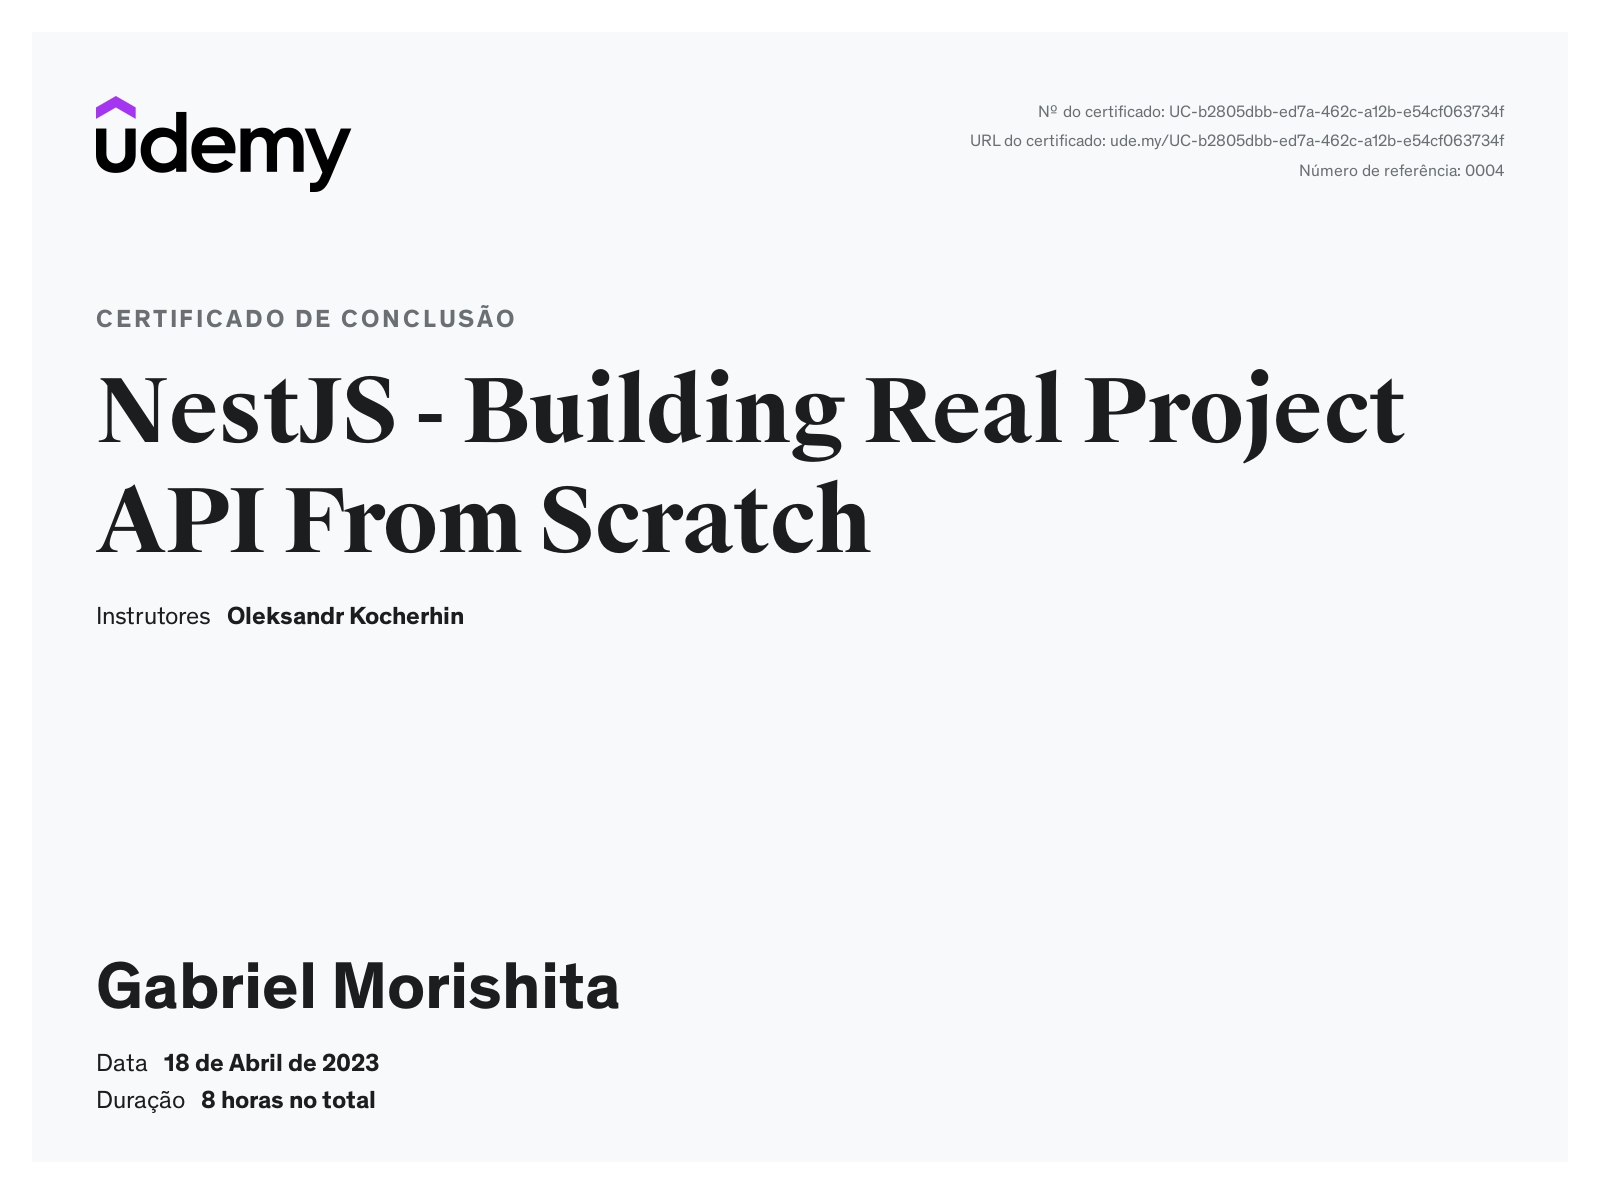 udemy
Nº do certificado: UC-b2805dbb-ed7a-462c-a12b-e54cf063734f
URL do certificado: ude.my/UC-b2805dbb-ed7a-462c-a12b-e54cf063734f
Número de referência: 0004
CERTIFICADO DE CONCLUSÃO
NestJS - Building Real Project
API From Scratch
Instrutores Oleksandr Kocherhin
Gabriel Morishita
Data 18 de Abril de 2023
Duração 8 horas no total